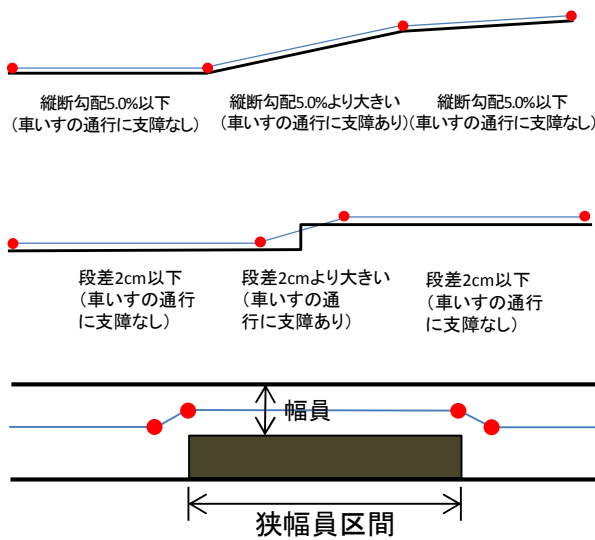 縦断勾配5.0%以下
(車いすの通行に支障なし)
縦断勾配5.0%より大きい
(車いすの通行に支障あり)
縦断勾配5.0%以下
(車いすの通行に支障なし)
段差2cm以下
(車いすの通行
に支障なし)
段差2cmより大きい
(車いすの通
行に支障あり)
段差2cm以下
(車いすの通行
に支障なし)
幅員
狭幅員区間